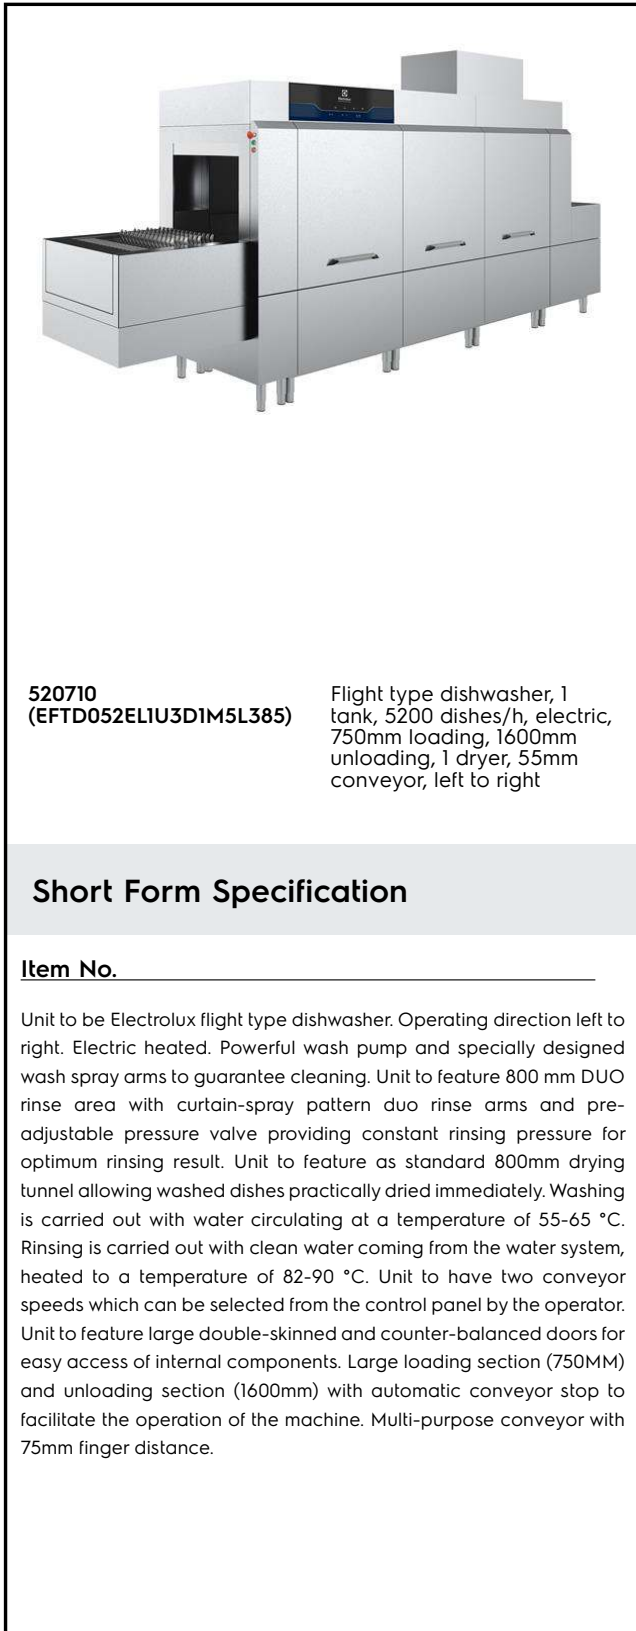 520710
(EFTD052EL1U3D1M5L385)
Flight type dishwasher, 1
tank, 5200 dishes/h, electric,
750mm loading, 1600mm
unloading, 1 dryer, 55mm
conveyor, left to right
Short Form Specification
Item No.
Unit to be Electrolux flight type dishwasher. Operating direction left to
right. Electric heated. Powerful wash pump and specially designed
wash spray arms to guarantee cleaning. Unit to feature 800 mm DUO
rinse area with curtain-spray pattern duo rinse arms and pre-
adjustable pressure valve providing constant rinsing pressure for
optimum rinsing result. Unit to feature as standard 800mm drying
tunnel allowing washed dishes practically dried immediately. Washing
is carried out with water circulating at a temperature of 55-65 °C.
Rinsing is carried out with clean water coming from the water system,
heated to a temperature of 82-90 °C. Unit to have two conveyor
speeds which can be selected from the control panel by the operator.
Unit to feature large double-skinned and counter-balanced doors for
easy access of internal components. Large loading section (750MM)
and unloading section (1600mm) with automatic conveyor stop to
facilitate the operation of the machine. Multi-purpose conveyor with
75mm finger distance.